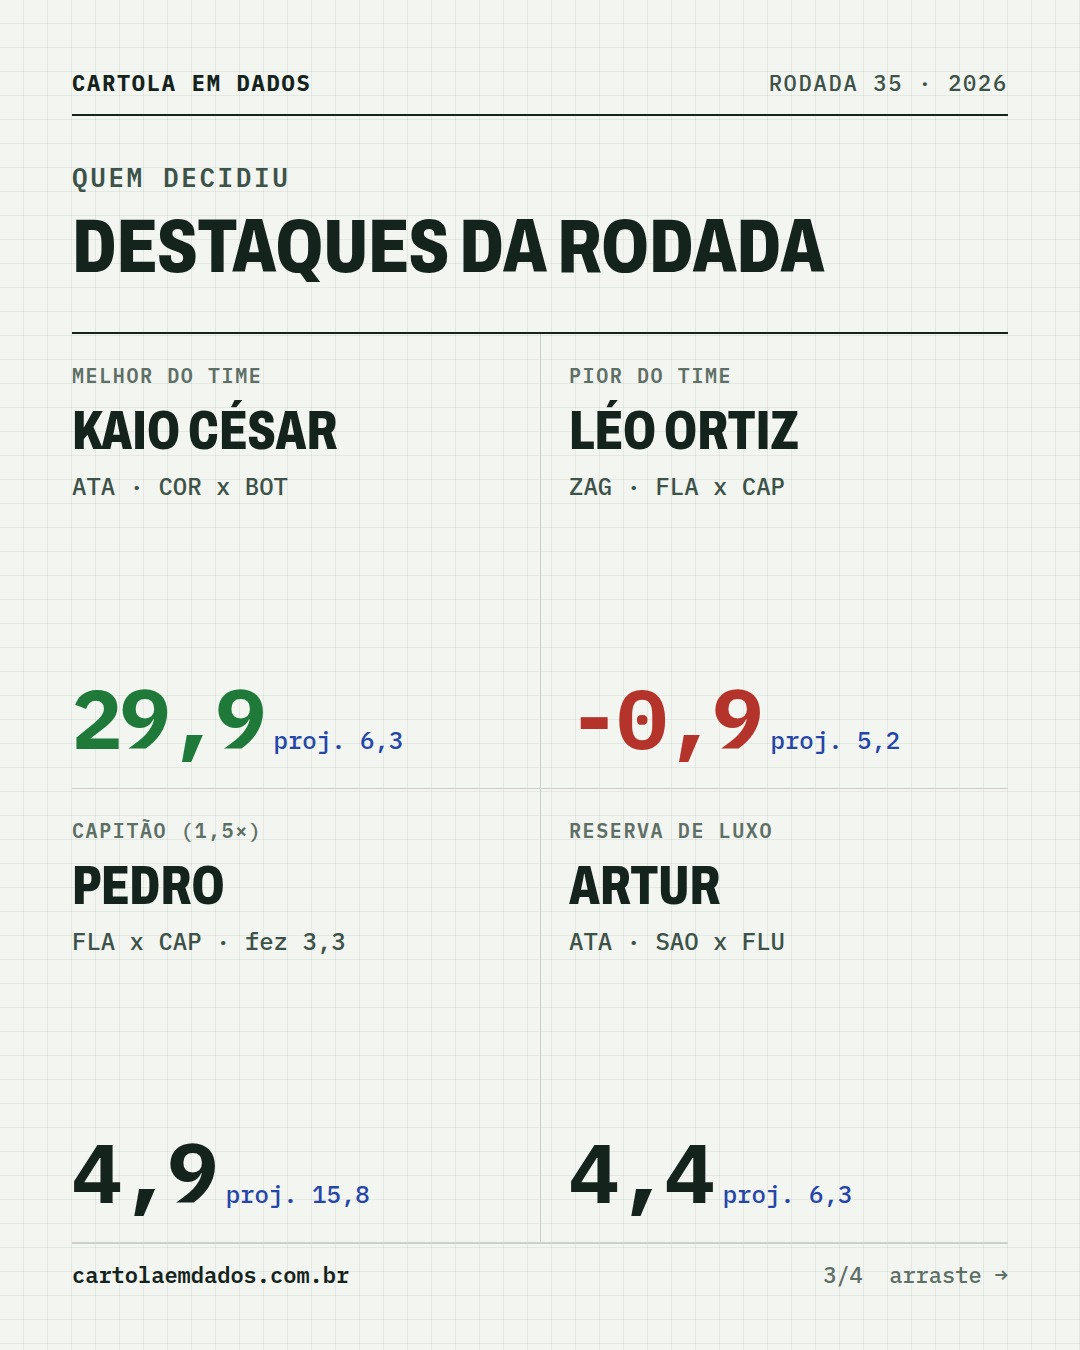 CARTOLA EM DADOS
RODADA 35 · 2026
QUEM DECIDIU
DESTAQUES DA RODADA
MELHOR DO TIME
KAIO CÉSAR
ATA · COR x BOT
29,9 proj. 6,3
PIOR DO TIME
LÉO ORTIZ
ZAG · FLA x CAP
-0,9 proj. 5,2
CAPITÃO (1,5×)
PEDRO
FLA x CAP · fez 3,3
4,9 proj. 15,8
RESERVA DE LUXO
ARTUR
ATA · SAO x FLU
4,4 proj. 6,3
cartolaemdados.com.br
3/4 arraste →